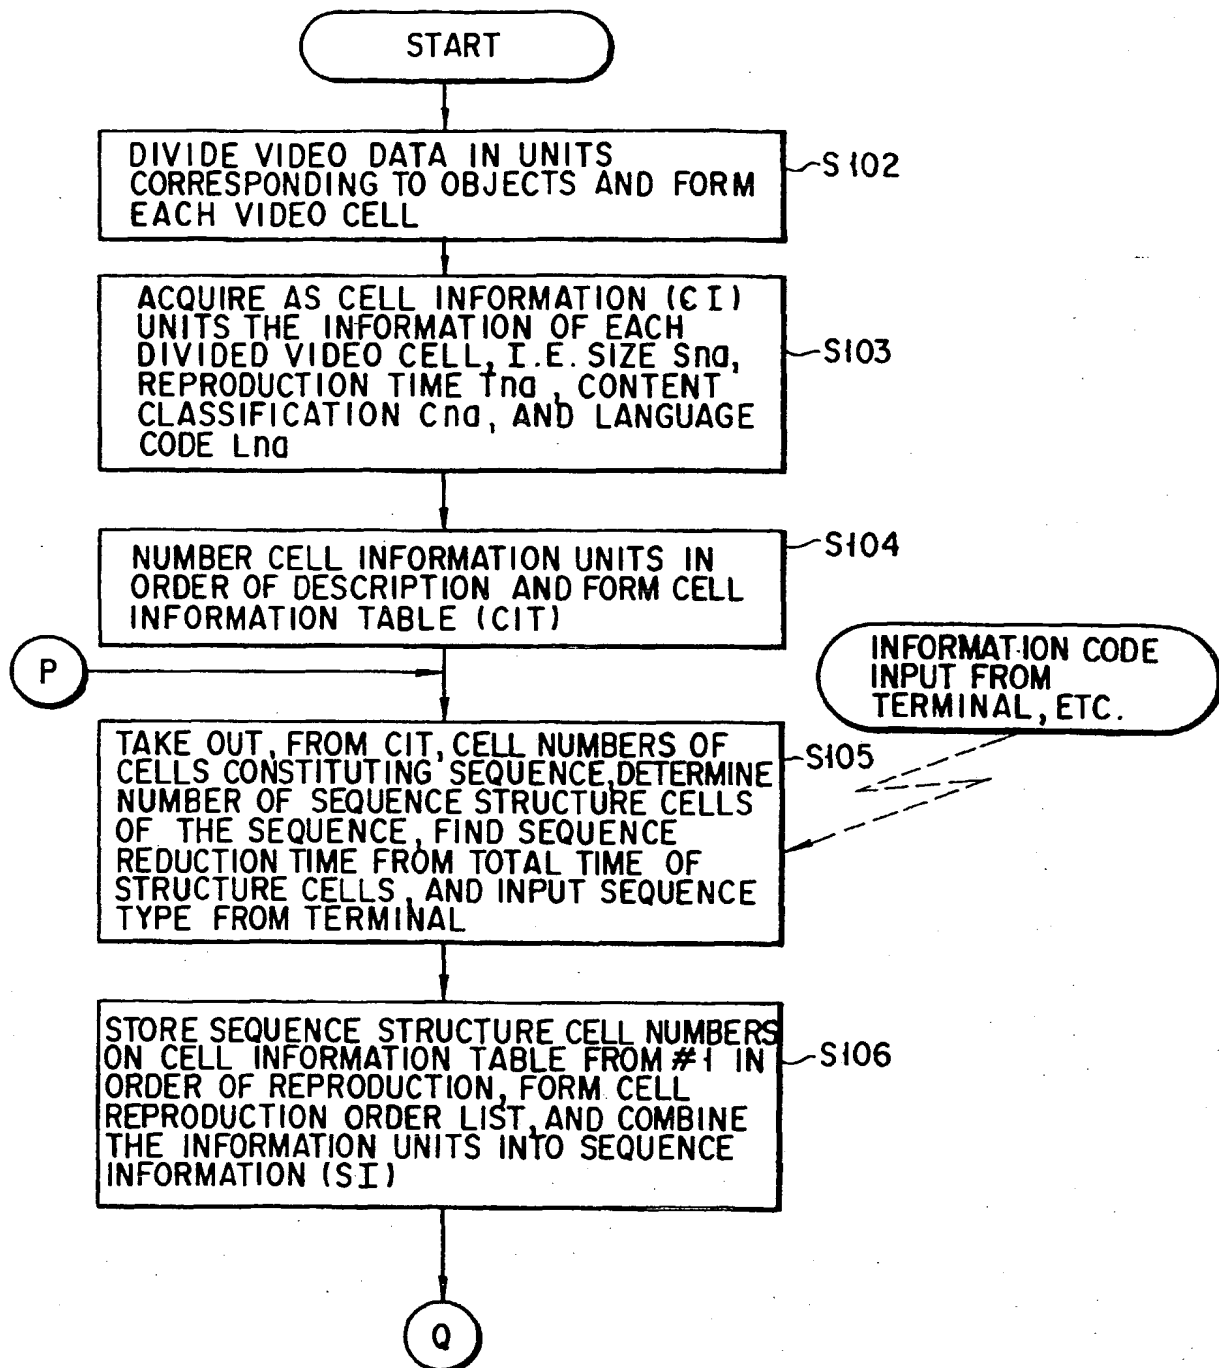 START
DIVIDE VIDEO DATA IN UNITS
CORRESPONDING TO OBJECTS AND FORM
EACH VIDEO CELL
S102
ACQUIRE AS CELL INFORMATION (CI)
UNITS THE INFORMATION OF EACH
DIVIDED VIDEO CELL, I.E. SIZE Sna,
REPRODUCTION TIME Tna, CONTENT
CLASSIFICATION Cna, AND LANGUAGE
CODE Lna
S103
NUMBER CELL INFORMATION UNITS IN
ORDER OF DESCRIPTION AND FORM CELL
INFORMATION TABLE (CIT)
S104
P
INFORMATION CODE
INPUT FROM
TERMINAL, ETC.
TAKE OUT, FROM CIT, CELL NUMBERS OF
CELLS CONSTITUTING SEQUENCE, DETERMINE
NUMBER OF SEQUENCE STRUCTURE CELLS
OF THE SEQUENCE, FIND SEQUENCE
REDUCTION TIME FROM TOTAL TIME OF
STRUCTURE CELLS, AND INPUT SEQUENCE
TYPE FROM TERMINAL
S105
STORE SEQUENCE STRUCTURE CELL NUMBERS
ON CELL INFORMATION TABLE FROM #1 IN
ORDER OF REPRODUCTION, FORM CELL
REPRODUCTION ORDER LIST, AND COMBINE
THE INFORMATION UNITS INTO SEQUENCE
INFORMATION (SI)
S106
Q